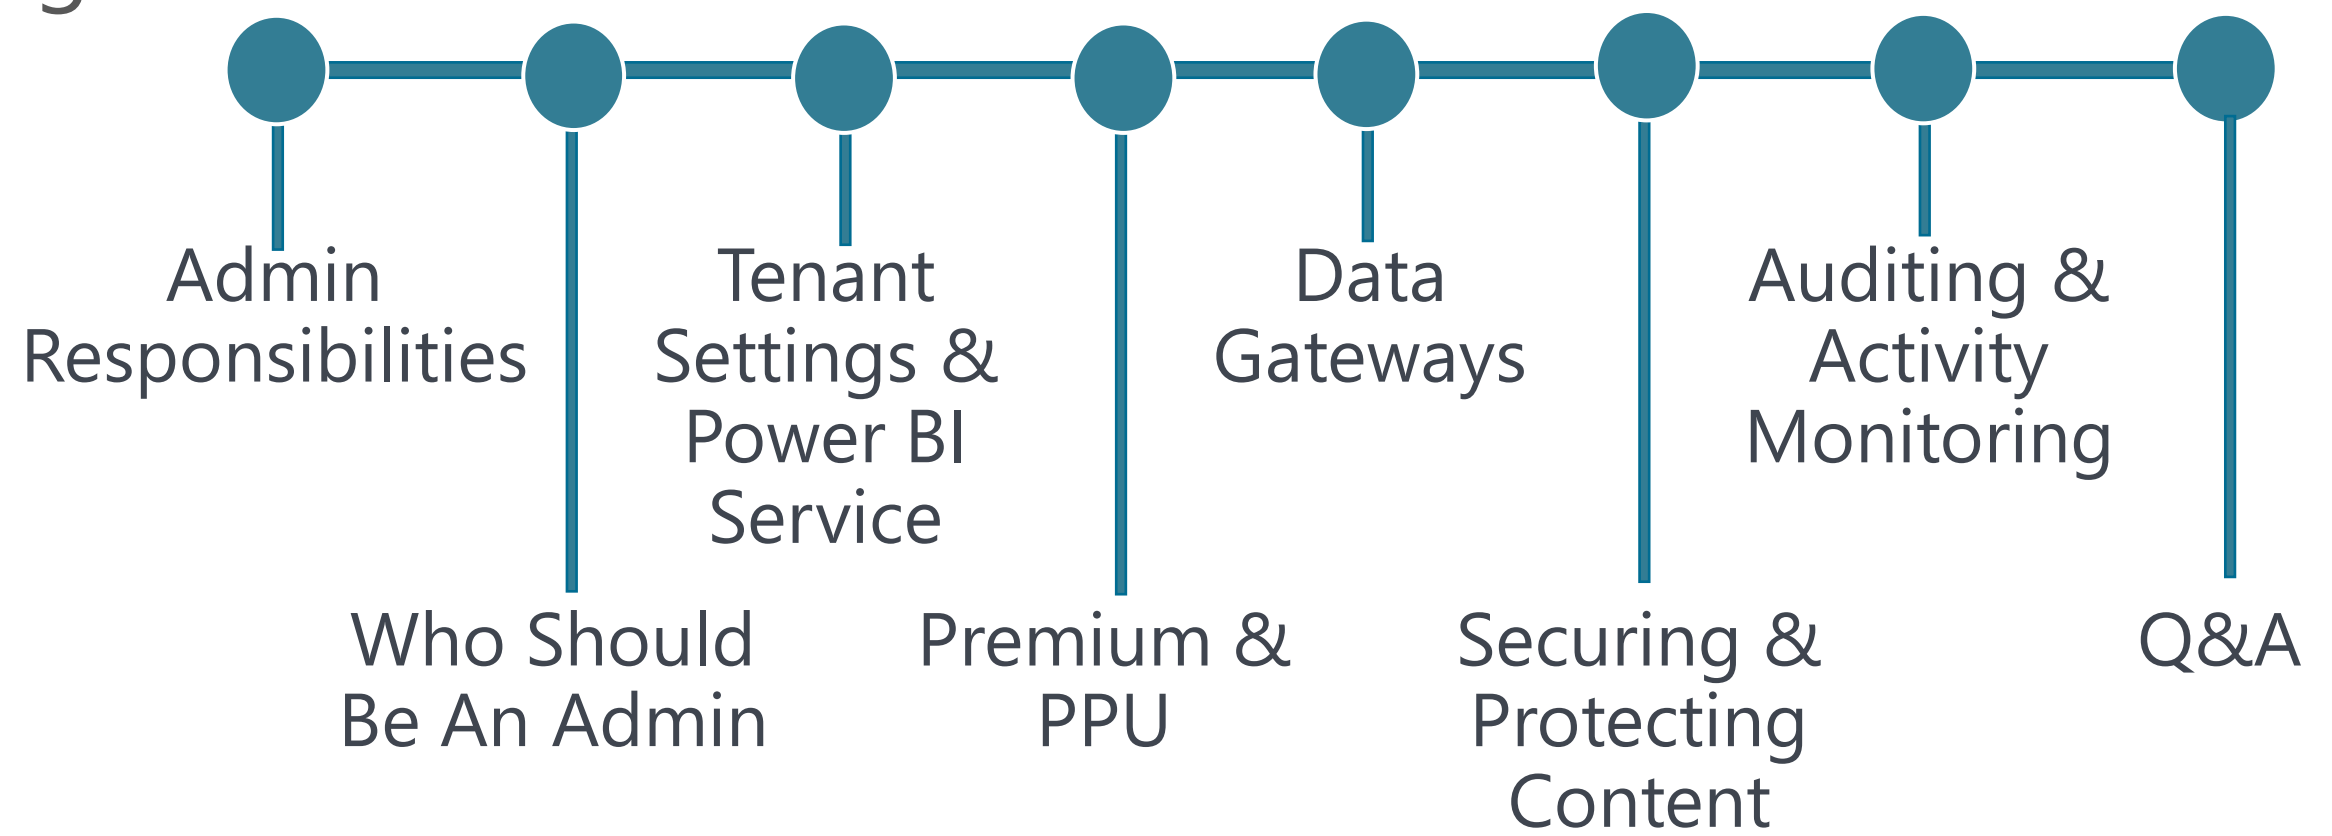 Admin
Responsibilities
Who Should
Be An Admin
Tenant
Settings &
Power BI
Service
Premium &
PPU
Data
Gateways
Securing &
Protecting
Content
Auditing &
Activity
Monitoring
Q&A